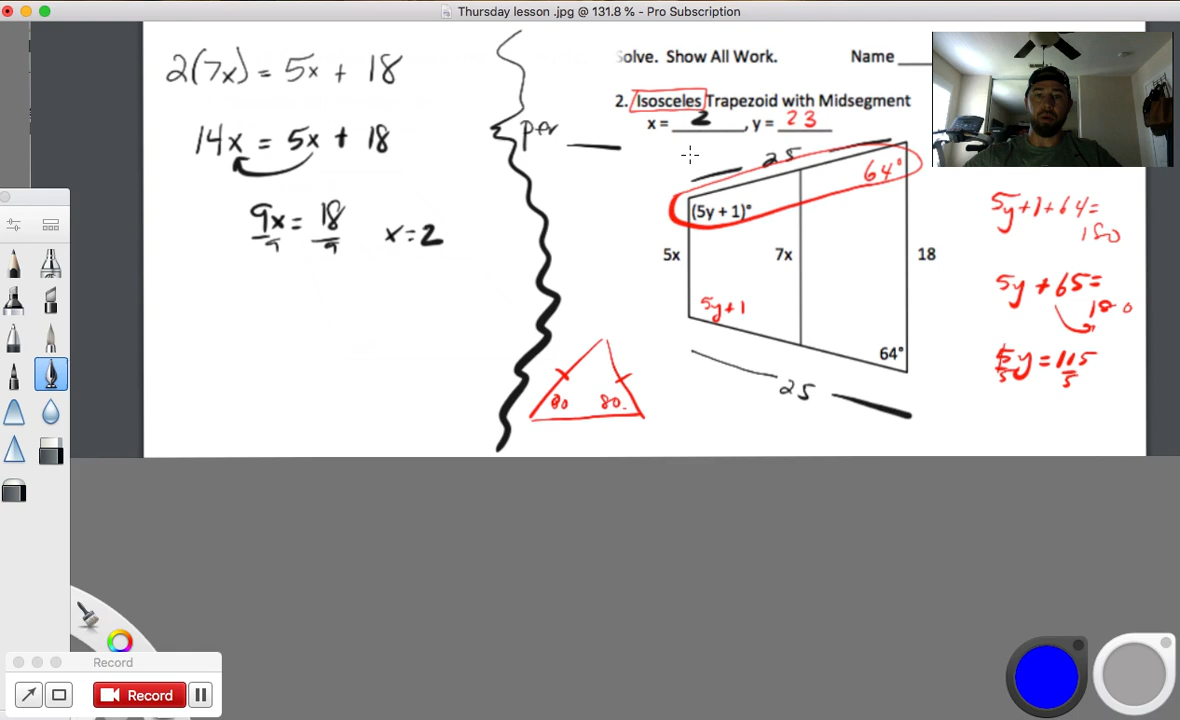 Thursday lesson .jpg @ 131.8 % - Pro Subscription
2(7x) = 5x + 18
14x = 5x + 18
9x = 18
9 9
x=2
per
Solve. Show All Work. Name
2. Isosceles Trapezoid with Midsegment
x = 2, y = 23
25
64°
(5y + 1)°
5x
7x
18
5y+1
64°
25
80 80
5y+1+64=
180
5y + 65=
180
5y = 115
5 5
Record
Record